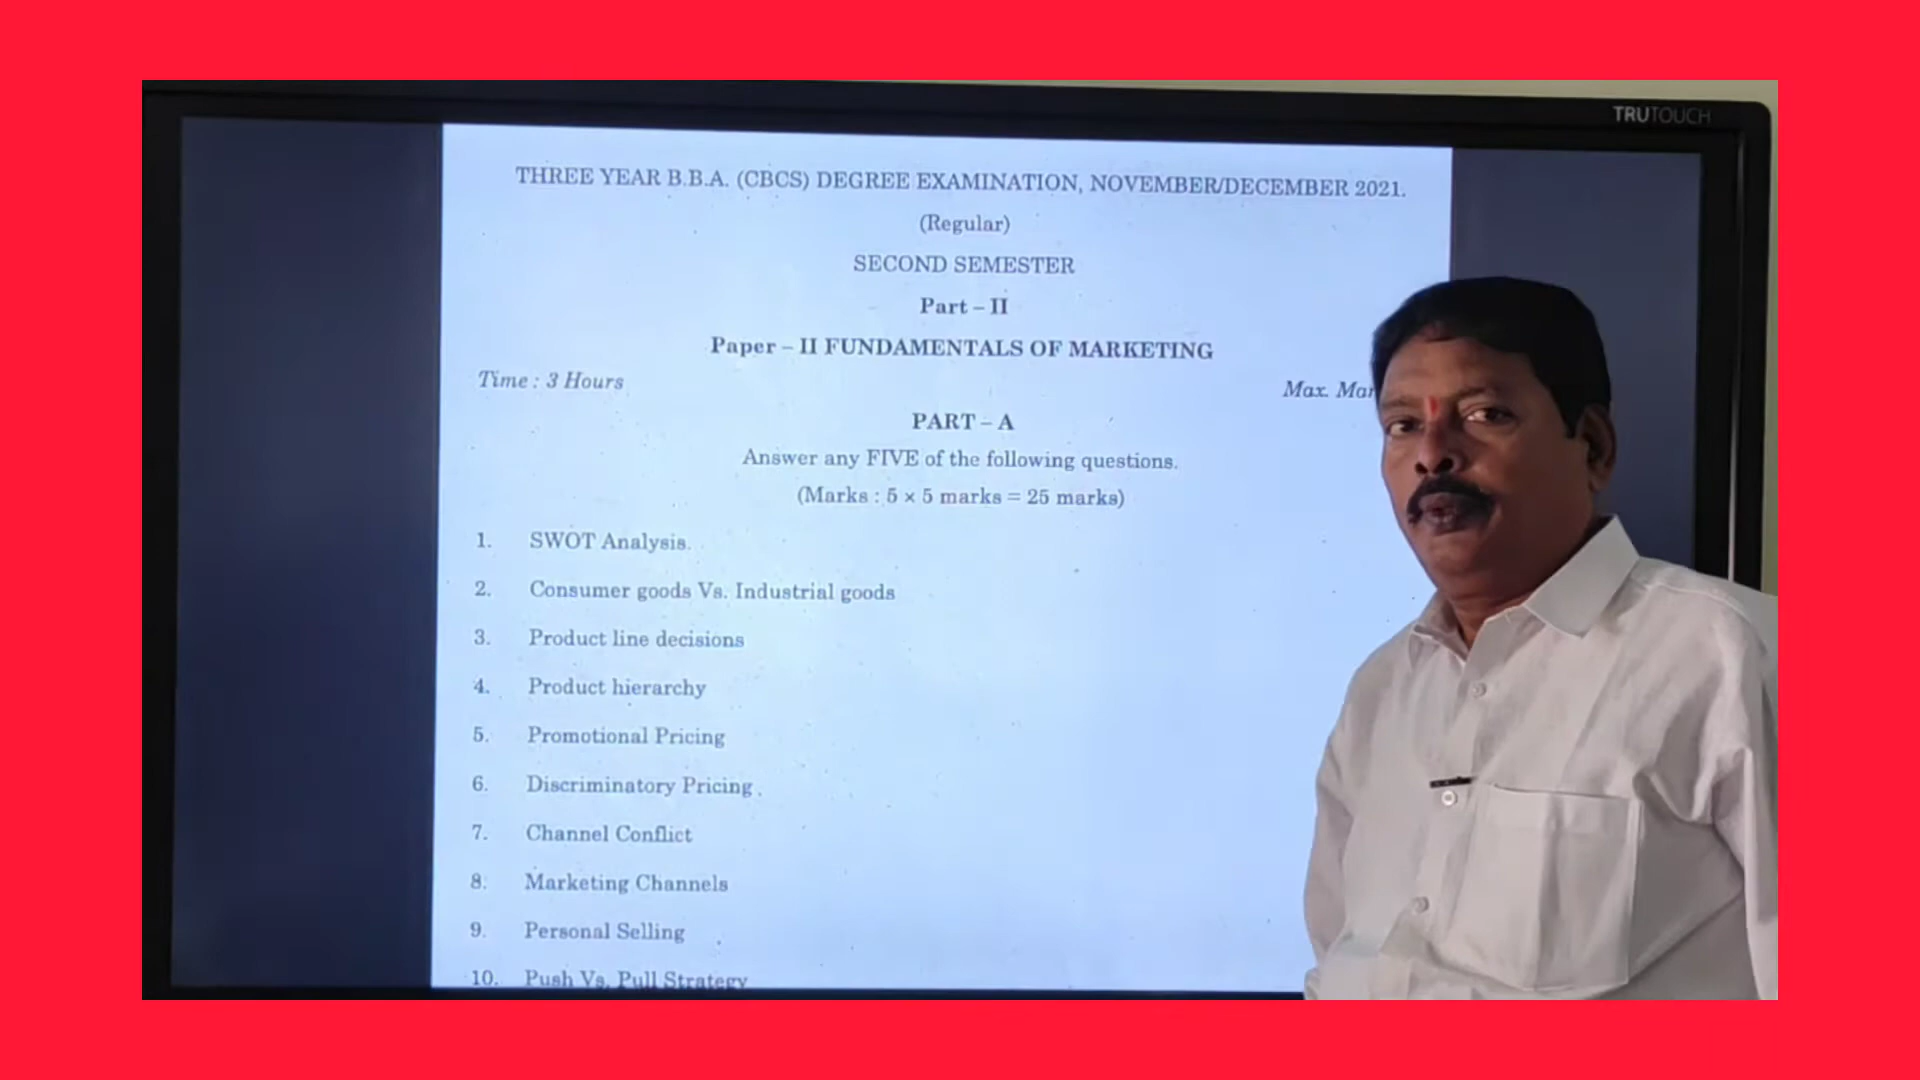 TRUTOUCH
THREE YEAR B.B.A. (CBCS) DEGREE EXAMINATION, NOVEMBER/DECEMBER 2021.
(Regular)
SECOND SEMESTER
Part – II
Paper – II FUNDAMENTALS OF MARKETING
Time : 3 Hours
Max.
PART – A
Answer any FIVE of the following questions.
(Marks : 5 × 5 marks = 25 marks)
1. SWOT Analysis.
2. Consumer goods Vs. Industrial goods
3. Product line decisions
4. Product hierarchy
5. Promotional Pricing
6. Discriminatory Pricing.
7. Channel Conflict
8. Marketing Channels
9. Personal Selling
10. Push Vs. Pull Strategy